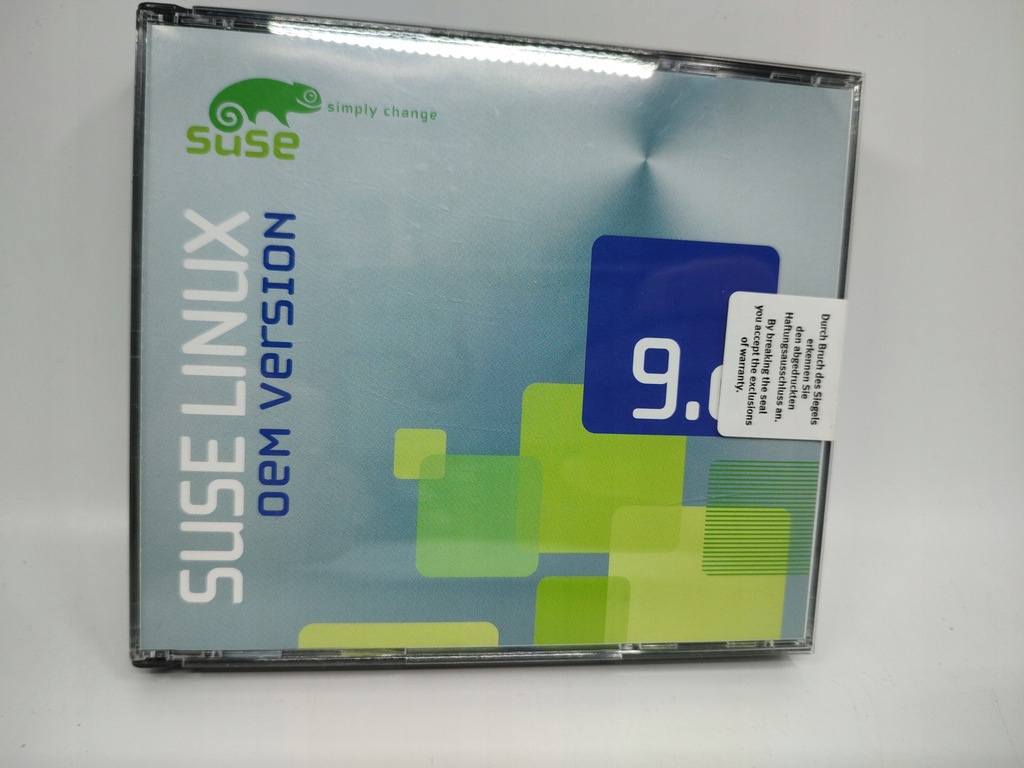 suse
simply change
SUSE LINUX
OEM VERSION
9.
Durch Bruch des Siegels
erkennen Sie
den abgedruckten
Haftungsausschluss an.
By breaking the seal
you accept the exclusions
of warranty.